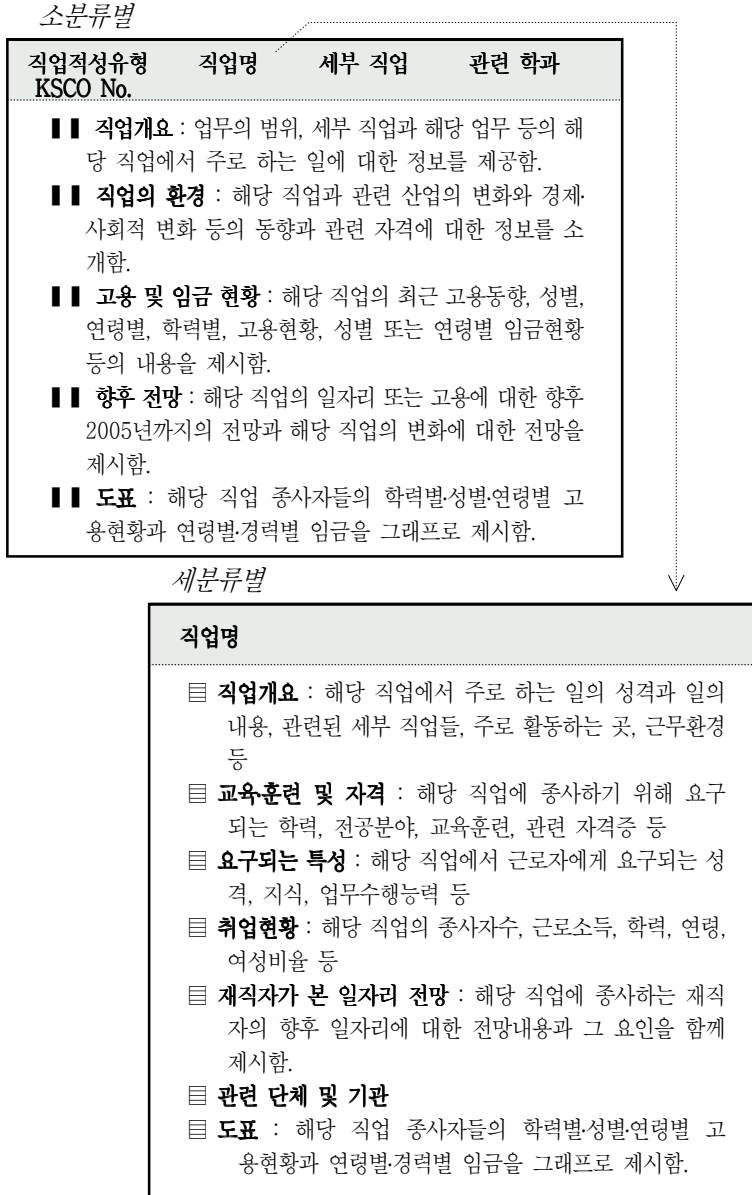 소분류별
직업적성유형 직업명 세부 직업 관련 학과
KSCO No.
▌▌ 직업개요 : 업무의 범위, 세부 직업과 해당 업무 등의 해
당 직업에서 주로 하는 일에 대한 정보를 제공함.
▌▌ 직업의 환경 : 해당 직업과 관련 산업의 변화와 경제·
사회적 변화 등의 동향과 관련 자격에 대한 정보를 소
개함.
▌▌ 고용 및 임금 현황 : 해당 직업의 최근 고용동향, 성별,
연령별, 학력별, 고용현황, 성별 또는 연령별 임금현황
등의 내용을 제시함.
▌▌ 향후 전망 : 해당 직업의 일자리 또는 고용에 대한 향후
2005년까지의 전망과 해당 직업의 변화에 대한 전망을
제시함.
▌▌ 도표 : 해당 직업 종사자들의 학력별·성별·연령별 고
용현황과 연령별·경력별 임금을 그래프로 제시함.
세분류별
직업명
▤ 직업개요 : 해당 직업에서 주로 하는 일의 성격과 일의
내용, 관련된 세부 직업들, 주로 활동하는 곳, 근무환경
등
▤ 교육·훈련 및 자격 : 해당 직업에 종사하기 위해 요구
되는 학력, 전공분야, 교육훈련, 관련 자격증 등
▤ 요구되는 특성 : 해당 직업에서 근로자에게 요구되는 성
격, 지식, 업무수행능력 등
▤ 취업현황 : 해당 직업의 종사자수, 근로소득, 학력, 연령,
여성비율 등
▤ 재직자가 본 일자리 전망 : 해당 직업에 종사하는 재직
자의 향후 일자리에 대한 전망내용과 그 요인을 함께
제시함.
▤ 관련 단체 및 기관
▤ 도표 : 해당 직업 종사자들의 학력별·성별·연령별 고
용현황과 연령별·경력별 임금을 그래프로 제시함.